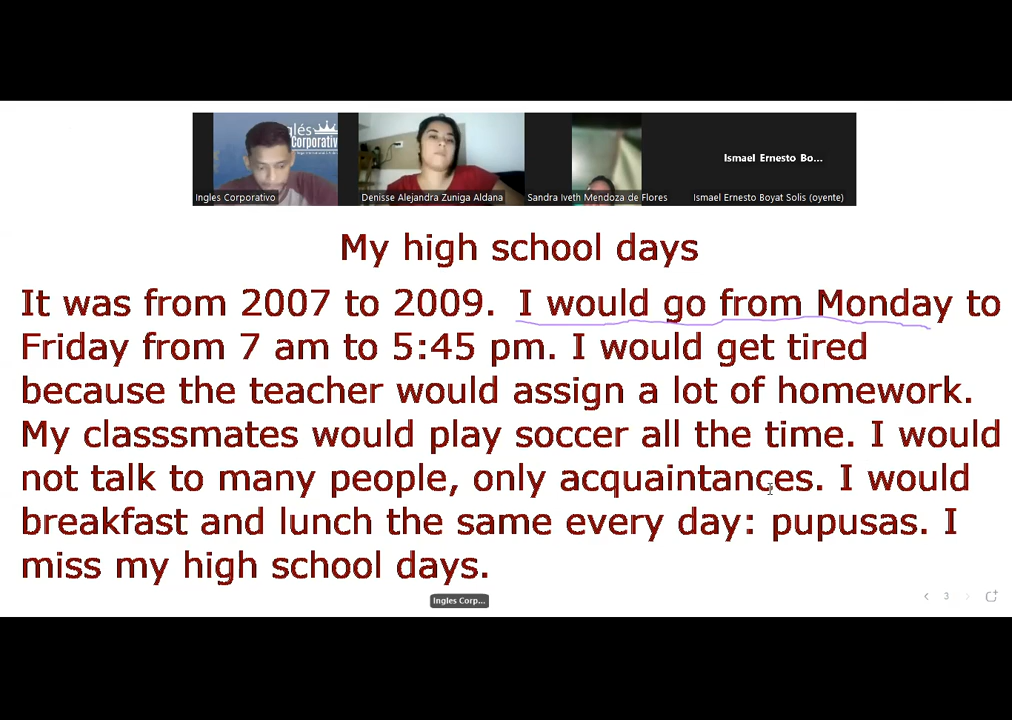 glés
Corporativo
Ismael Ernesto Bo...
Ingles Corporativo
Denisse Alejandra Zuniga Aldana
Sandra Iveth Mendoza de Flores
Ismael Ernesto Boyat Solis (oyente)
My high school days
It was from 2007 to 2009. I would go from Monday to
Friday from 7 am to 5:45 pm. I would get tired
because the teacher would assign a lot of homework.
My classsmates would play soccer all the time. I would
not talk to many people, only acquaintances. I would
breakfast and lunch the same every day: pupusas. I
miss my high school days.
Ingles Corp...
3